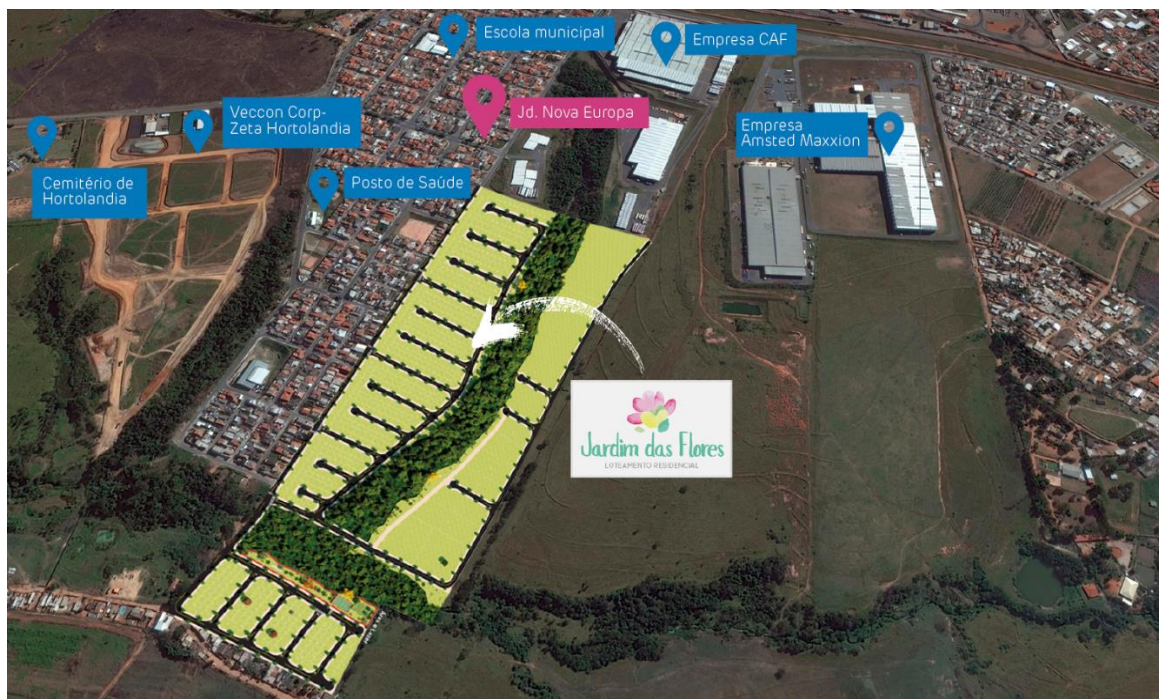 Escola municipal
Empresa CAF
Veccon Corp-
Zeta Hortolandia
Jd. Nova Europa
Empresa
Amsted Maxxion
Cemitério de
Hortolandia
Posto de Saúde
Jardim das Flores
LOTEAMENTO RESIDENCIAL